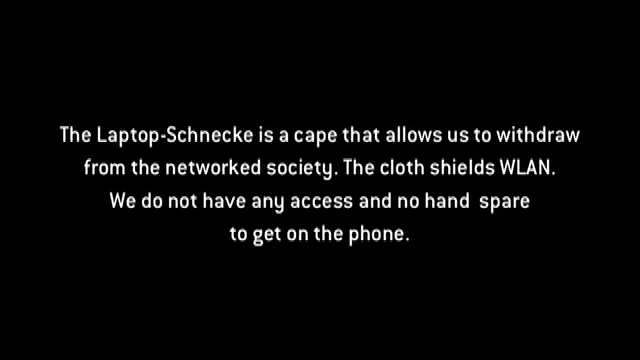 The Laptop-Schnecke is a cape that allows us to withdraw
from the networked society. The cloth shields WLAN.
We do not have any access and no hand spare
to get on the phone.